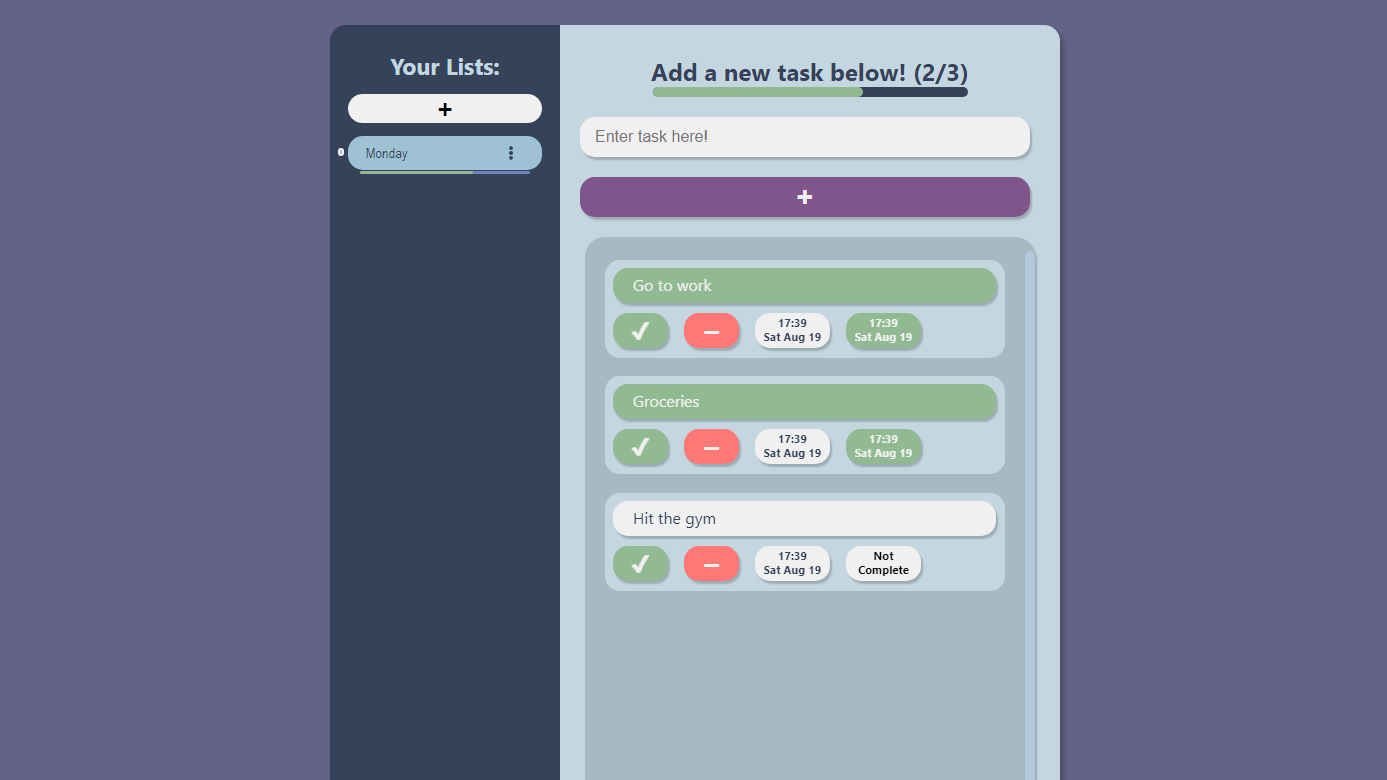 Your Lists:
+
Monday
Add a new task below! (2/3)
Enter task here!
+
Go to work
17:39
Sat Aug 19
17:39
Sat Aug 19
Groceries
17:39
Sat Aug 19
17:39
Sat Aug 19
Hit the gym
17:39
Sat Aug 19
Not
Complete